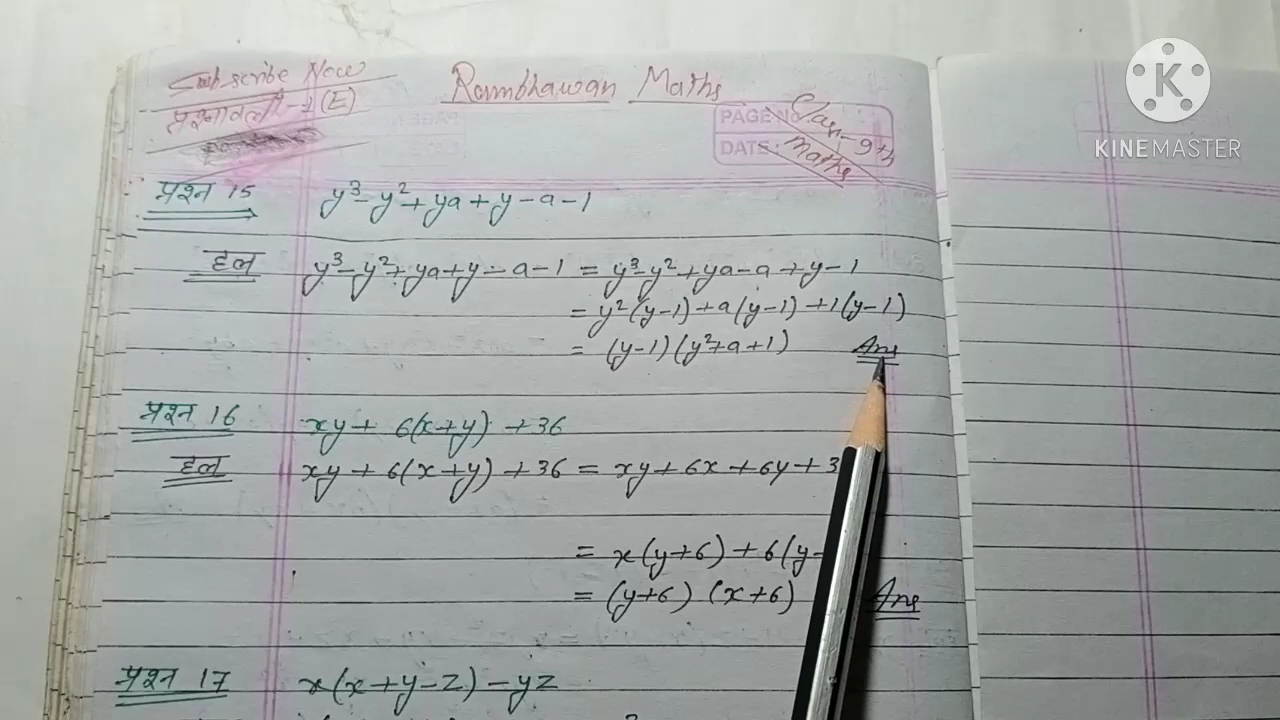 Subscribe Now
Rambhawan Maths
K
KINEMASTER
प्रश्नावली-1(E)
PAGE No
Class-9th
DATE:
Maths
प्रश्न 15 y³-y²+ya+y-a-1
हल y³-y²+ya+y-a-1 = y³-y²+ya-a+y-1
= y²(y-1)+a(y-1)+1(y-1)
= (y-1)(y²+a+1) Ans
प्रश्न 16 xy+ 6(x+y) +36
हल xy+6(x+y)+36 = xy+6x+6y+3
= x(y+6)+6(y-
= (y+6) (x+6) Ans
प्रश्न 17 x(x+y-z)-yz